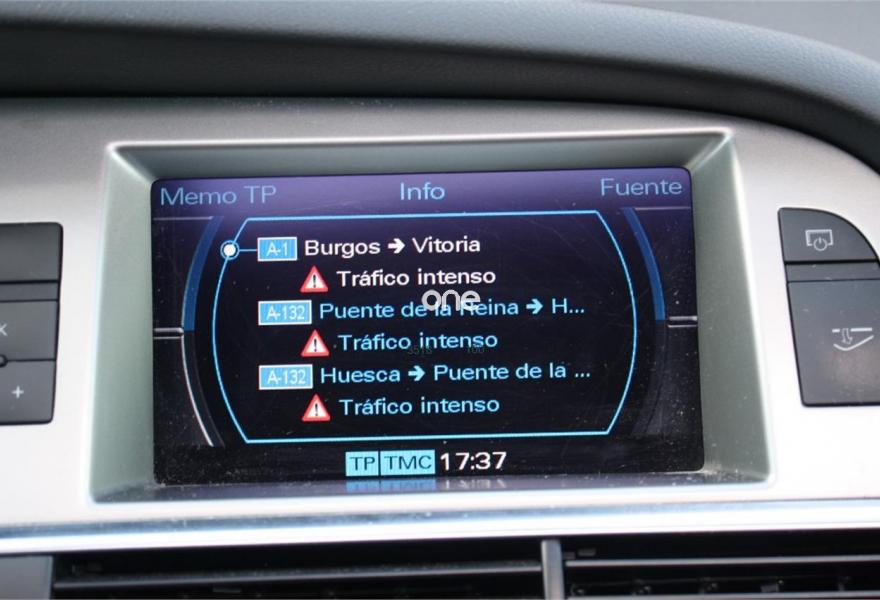 Memo TP Info Fuente
A-1 Burgos → Vitoria
Tráfico intenso
one
A-132 Puente de la Reina → H...
Tráfico intenso
A-132 Huesca → Puente de la ...
Tráfico intenso
TP TMC 17:37